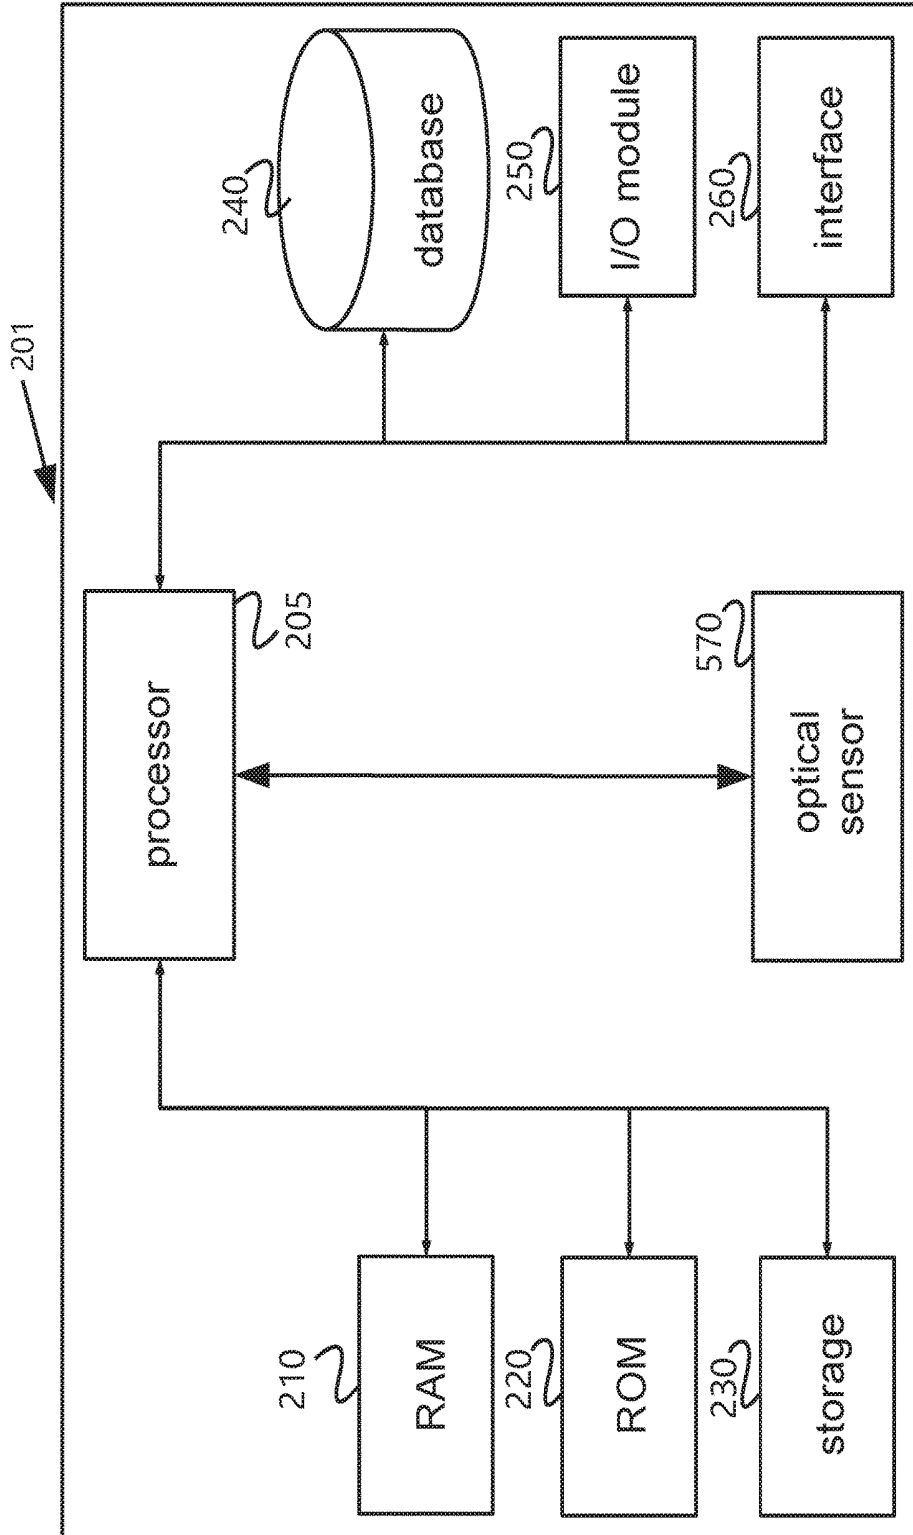 201
processor
205
RAM
210
ROM
220
storage
230
optical
sensor
570
database
240
I/O module
250
interface
260